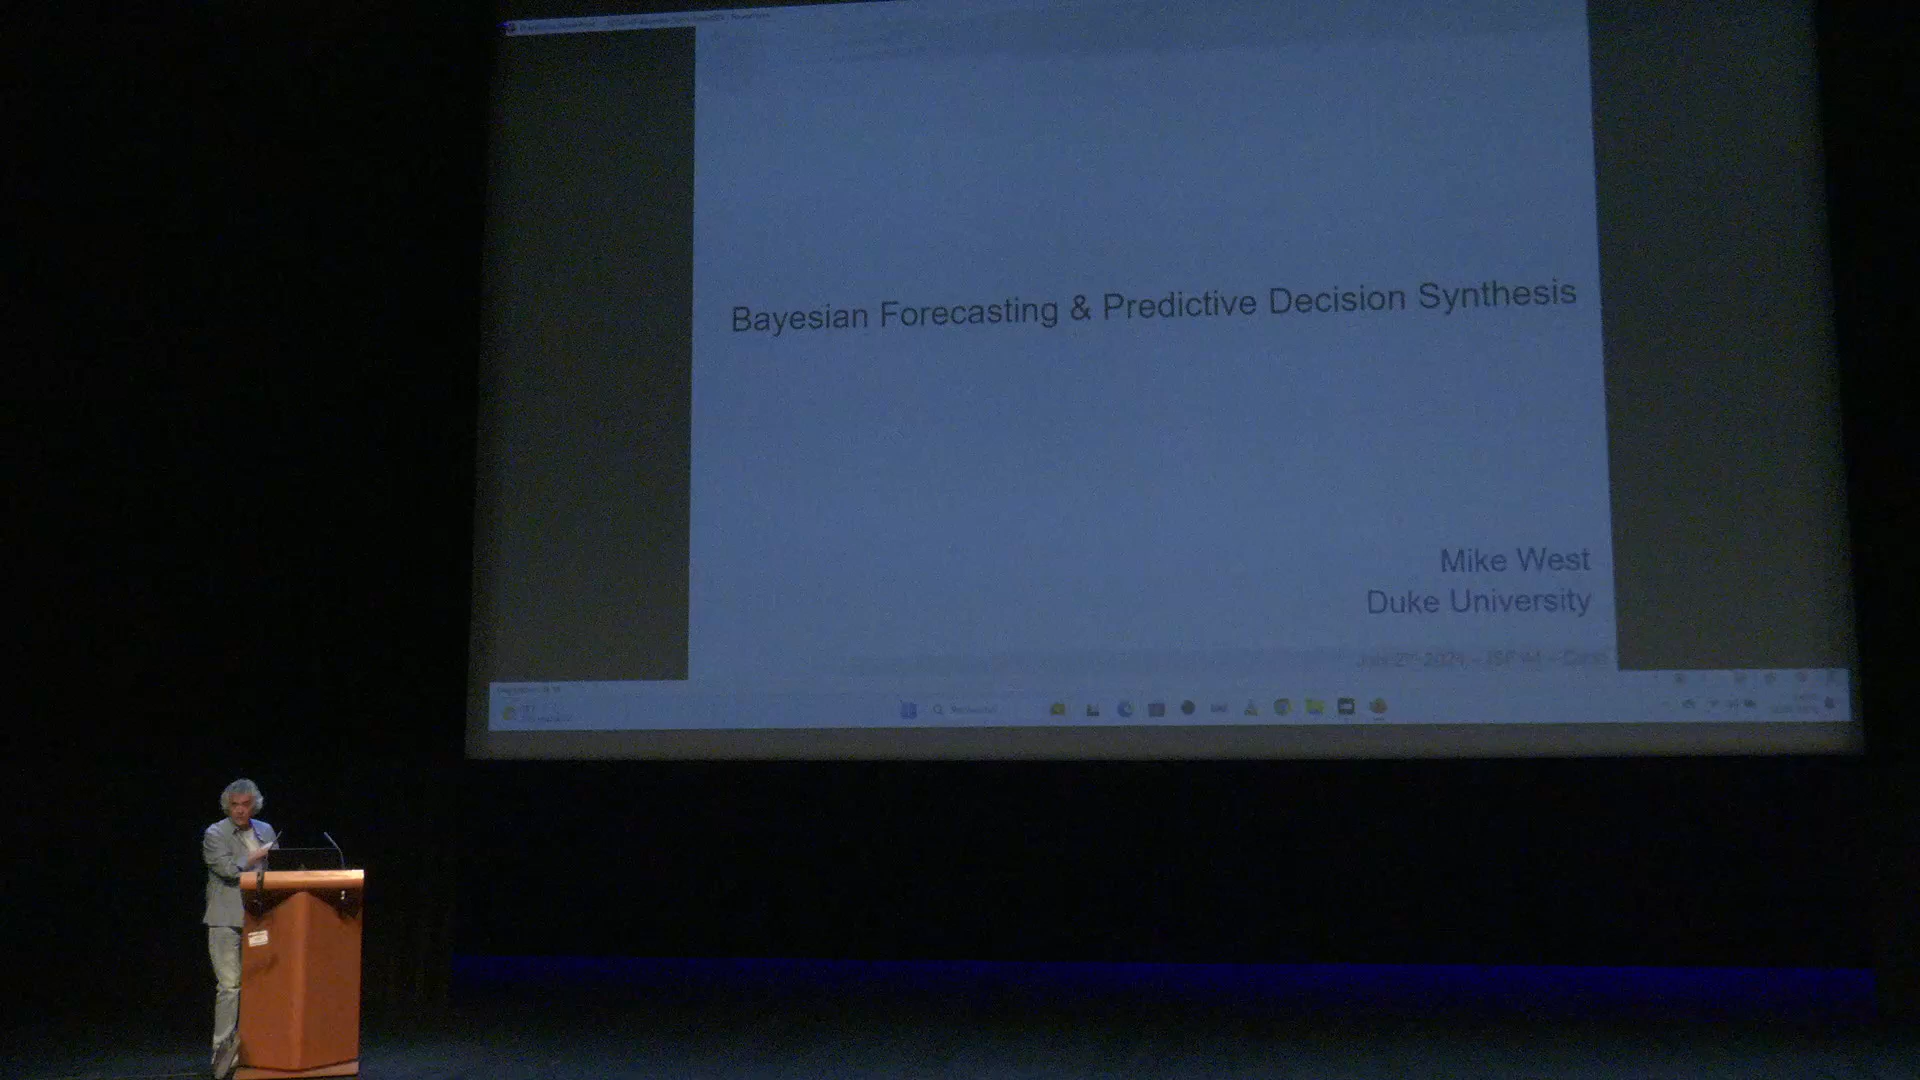 Bayesian Forecasting & Predictive Decision Synthesis
Mike West
Duke University